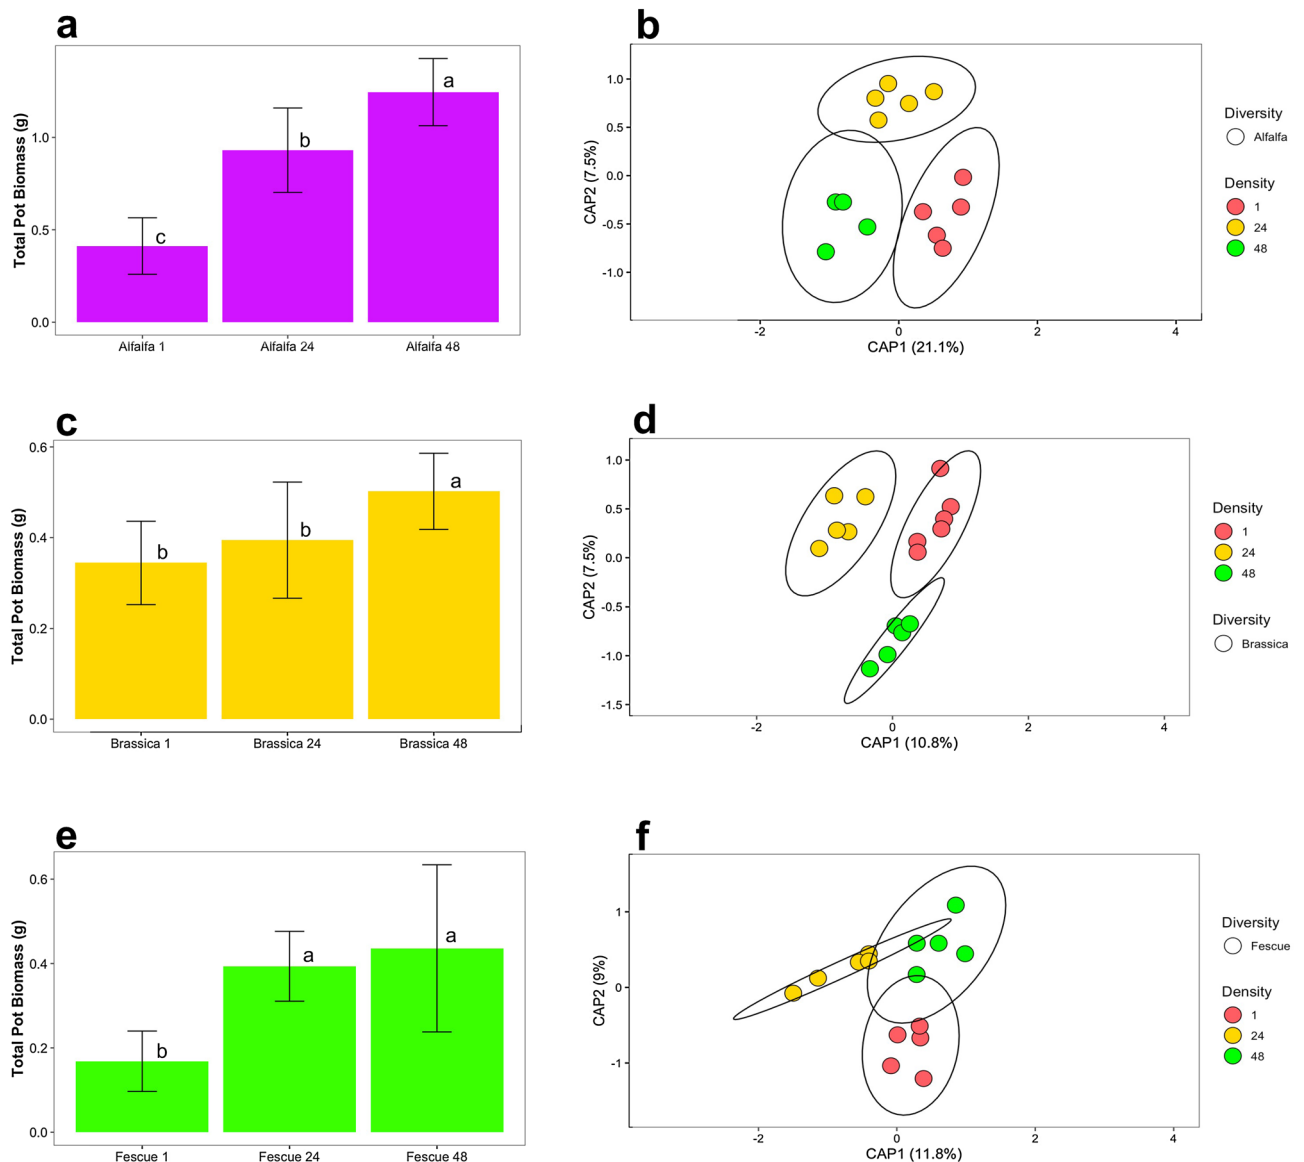 a
Total Pot Biomass (g)
1.0
0.5
0.0
c
b
a
Alfalfa 1
Alfalfa 24
Alfalfa 48
b
CAP2 (7.5%)
1.0
0.5
0.0
-0.5
-1.0
-2
0
2
4
CAP1 (21.1%)
Diversity
Alfalfa
Density
1
24
48
c
Total Pot Biomass (g)
0.6
0.4
0.2
0.0
b
b
a
Brassica 1
Brassica 24
Brassica 48
d
CAP2 (7.5%)
1.0
0.5
0.0
-0.5
-1.0
-1.5
-2
0
2
4
CAP1 (10.8%)
Density
1
24
48
Diversity
Brassica
e
Total Pot Biomass (g)
0.6
0.4
0.2
0.0
b
a
a
Fescue 1
Fescue 24
Fescue 48
f
CAP2 (9%)
1
0
-1
-2
0
2
4
CAP1 (11.8%)
Diversity
Fescue
Density
1
24
48